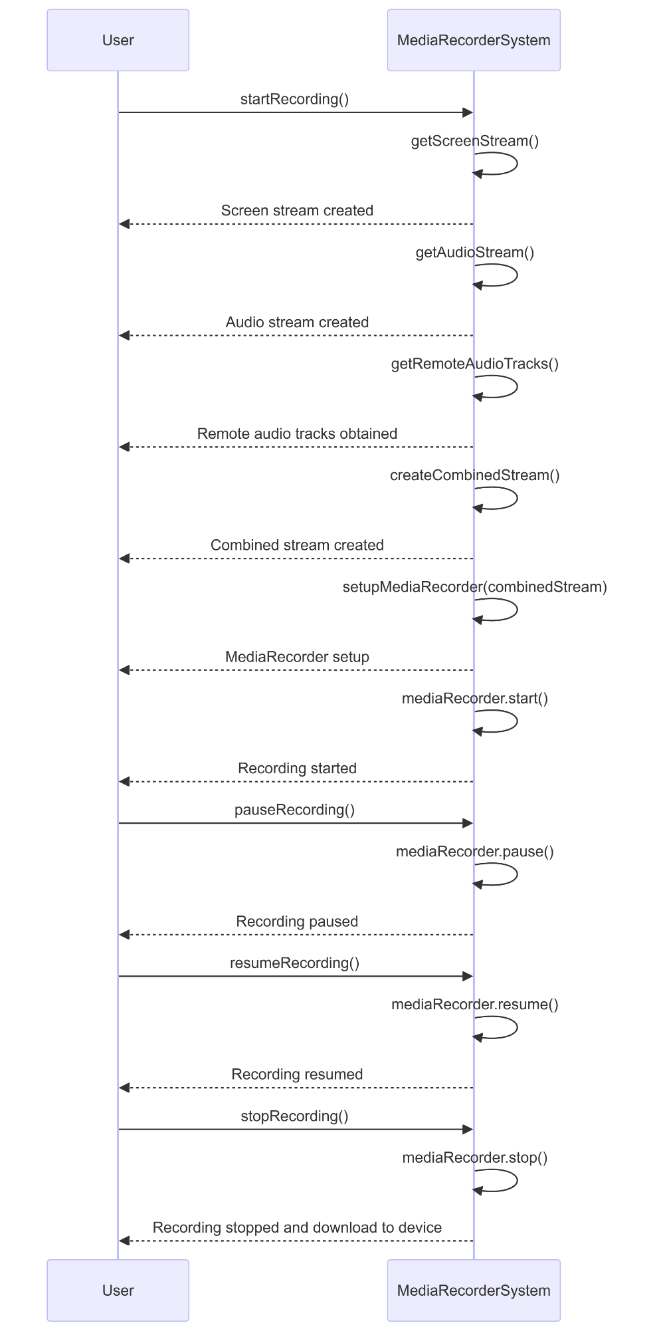 User
MediaRecorderSystem
startRecording()
getScreenStream()
Screen stream created
getAudioStream()
Audio stream created
getRemoteAudioTracks()
Remote audio tracks obtained
createCombinedStream()
Combined stream created
setupMediaRecorder(combinedStream)
MediaRecorder setup
mediaRecorder.start()
Recording started
pauseRecording()
mediaRecorder.pause()
Recording paused
resumeRecording()
mediaRecorder.resume()
Recording resumed
stopRecording()
mediaRecorder.stop()
Recording stopped and download to device
User
MediaRecorderSystem